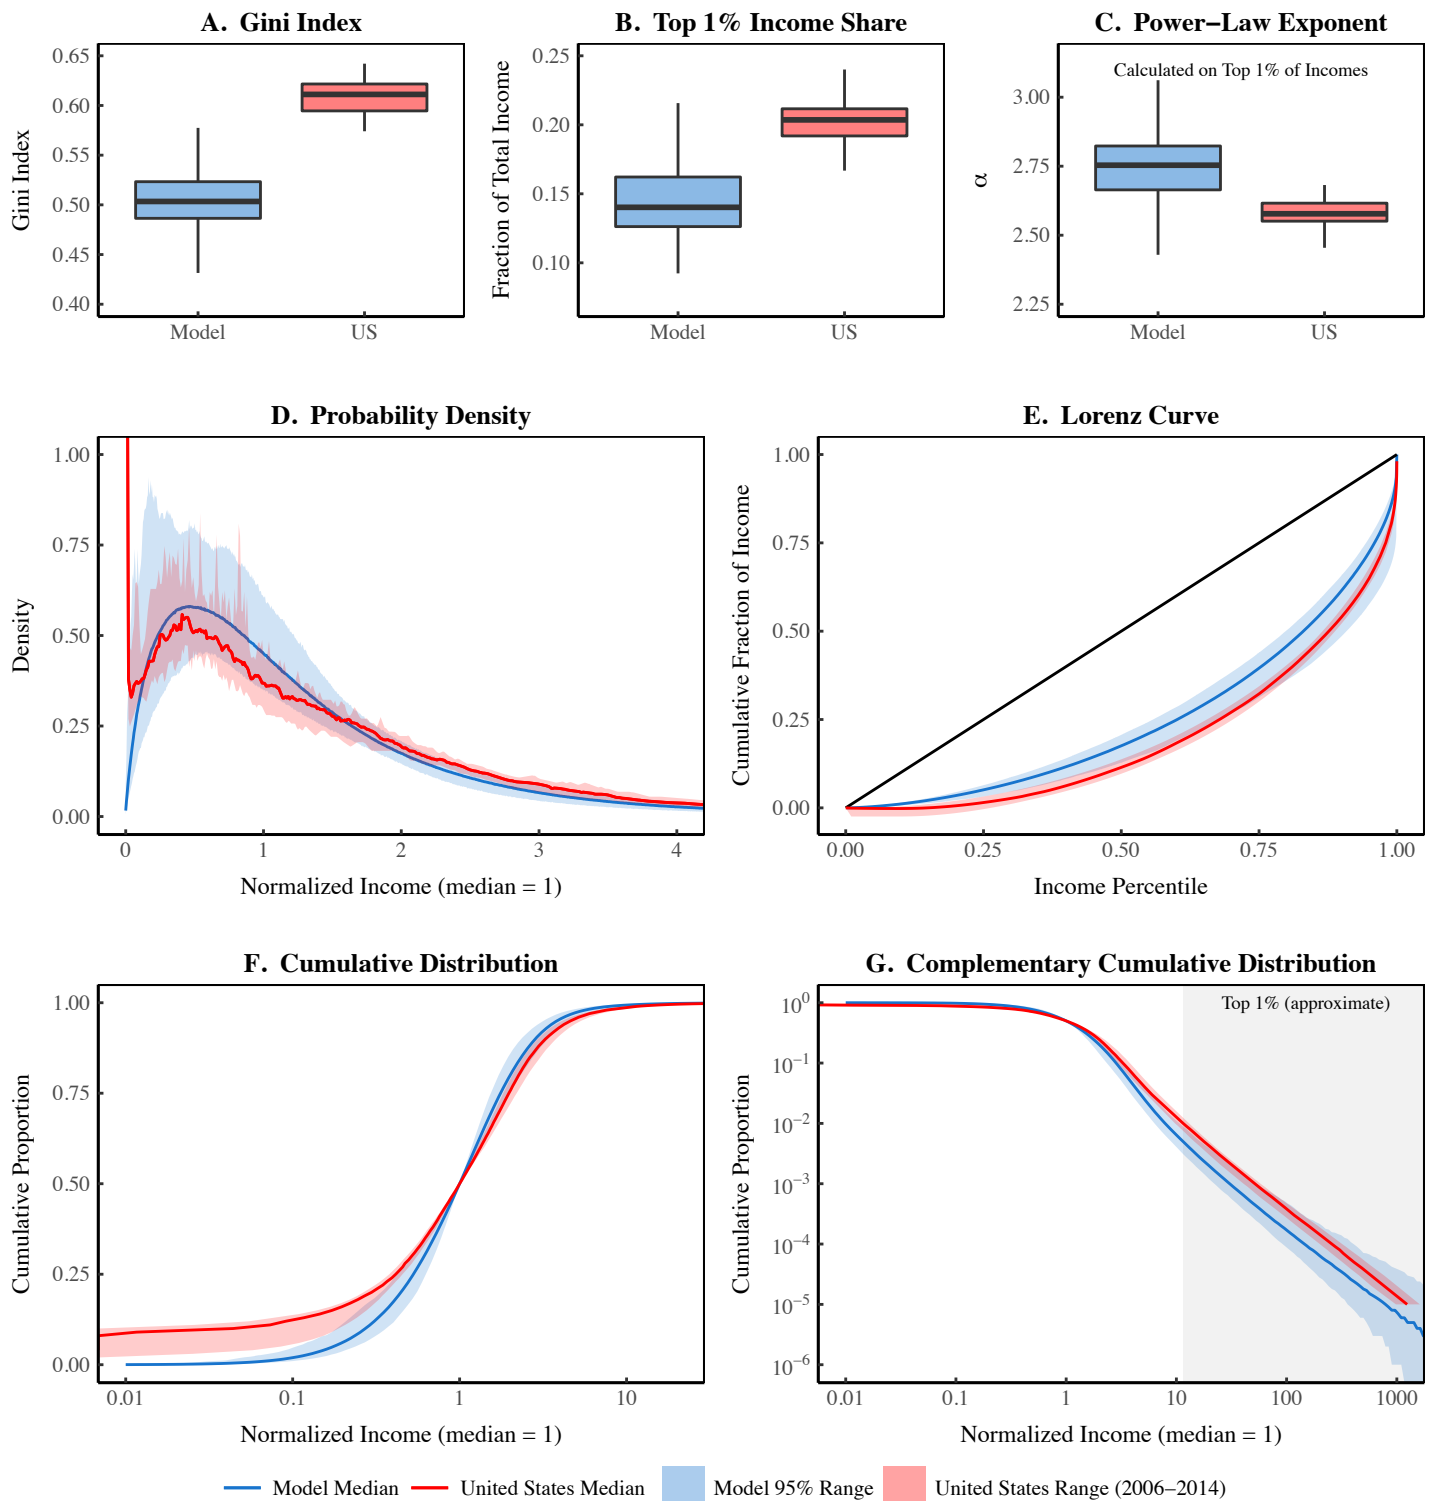 A. Gini Index
Gini Index
0.65
0.60
0.55
0.50
0.45
0.40
Model
US
B. Top 1% Income Share
Fraction of Total Income
0.25
0.20
0.15
0.10
Model
US
C. Power−Law Exponent
Calculated on Top 1% of Incomes
α
3.00
2.75
2.50
2.25
Model
US
D. Probability Density
Density
1.00
0.75
0.50
0.25
0.00
0
1
2
3
4
Normalized Income (median = 1)
E. Lorenz Curve
Cumulative Fraction of Income
1.00
0.75
0.50
0.25
0.00
0.00
0.25
0.50
0.75
1.00
Income Percentile
F. Cumulative Distribution
Cumulative Proportion
1.00
0.75
0.50
0.25
0.00
0.01
0.1
1
10
Normalized Income (median = 1)
G. Complementary Cumulative Distribution
Top 1% (approximate)
Cumulative Proportion
10⁰
10⁻¹
10⁻²
10⁻³
10⁻⁴
10⁻⁵
10⁻⁶
0.01
0.1
1
10
100
1000
Normalized Income (median = 1)
Model Median
United States Median
Model 95% Range
United States Range (2006−2014)